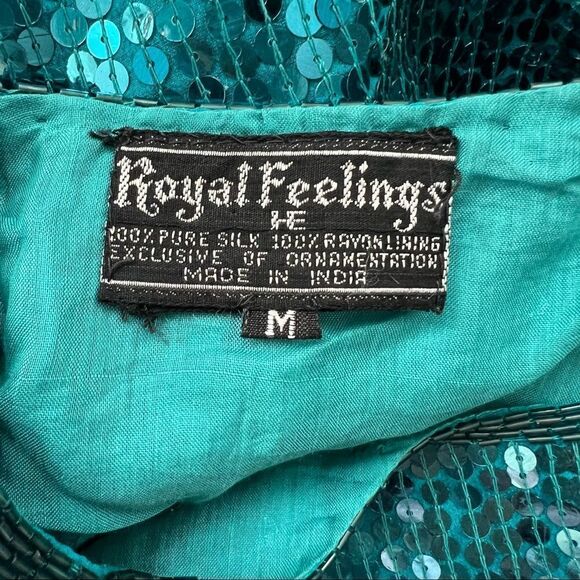 Royal Feelings
HE
100% PURE SILK 100% RAYON LINING
EXCLUSIVE OF ORNAMENTATION
MADE IN INDIA
M